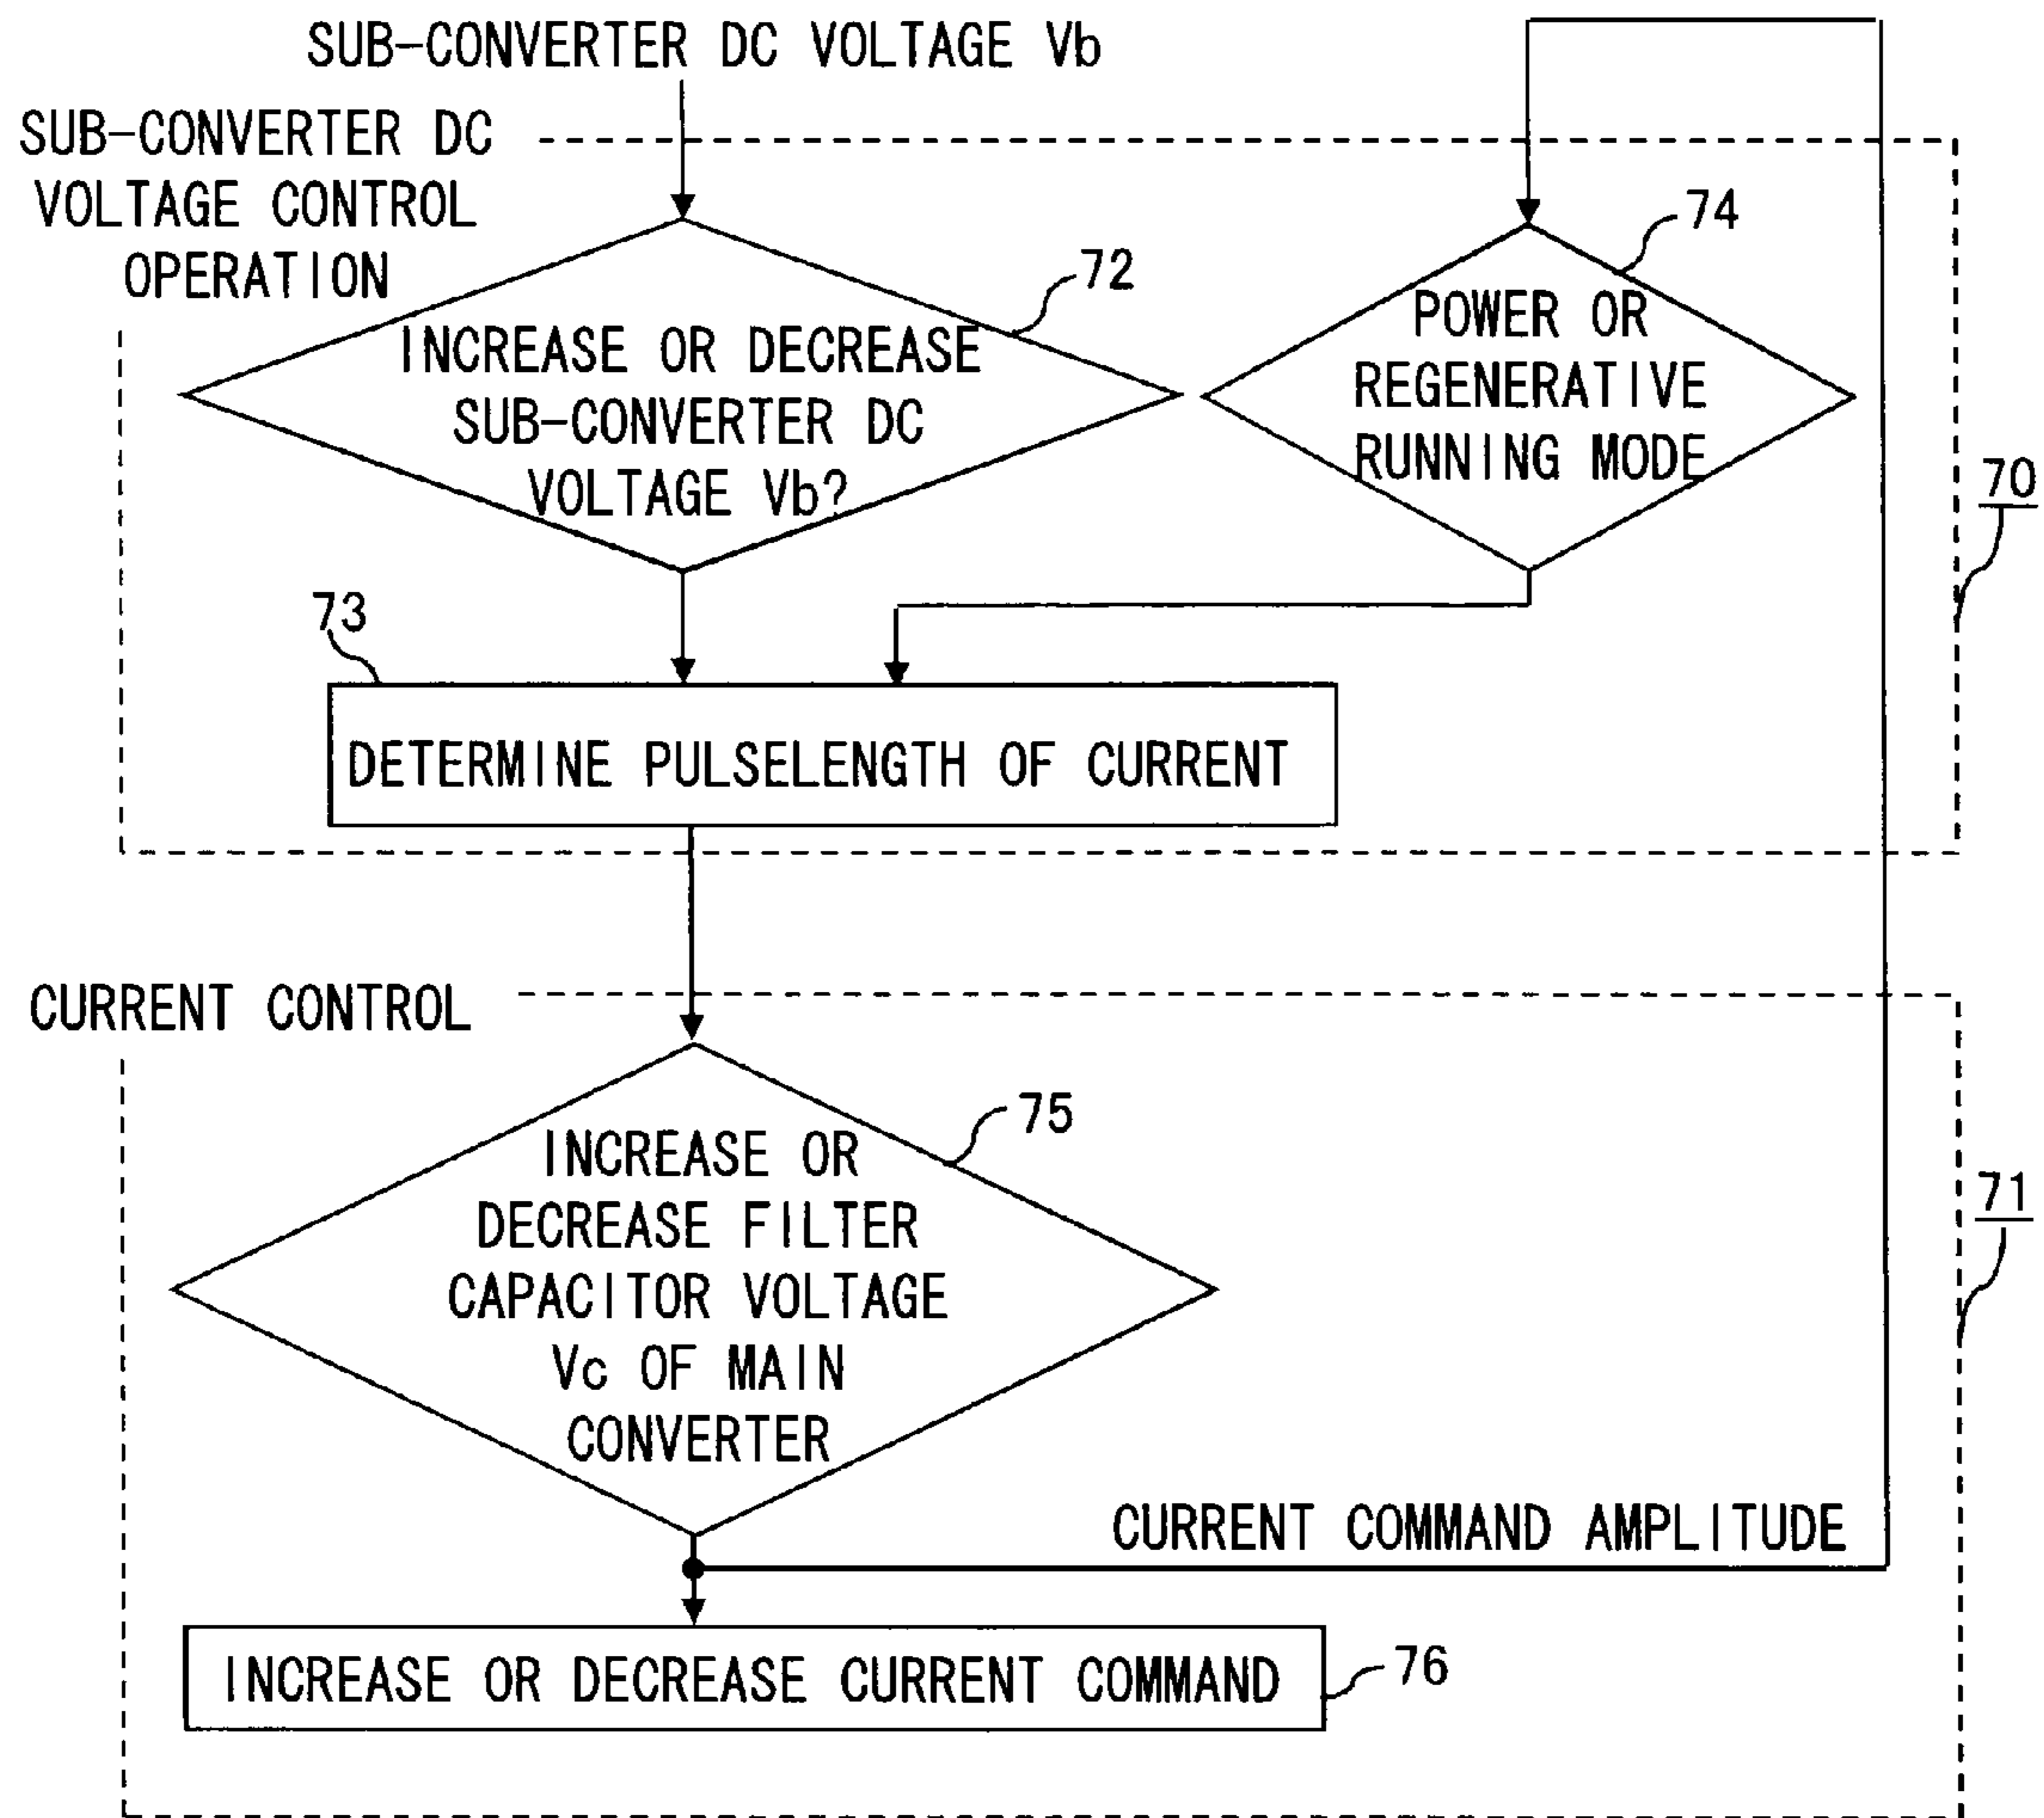 SUB-CONVERTER DC VOLTAGE Vb
SUB-CONVERTER DC
VOLTAGE CONTROL
OPERATION
72
INCREASE OR DECREASE
SUB-CONVERTER DC
VOLTAGE Vb?
74
POWER OR
REGENERATIVE
RUNNING MODE
70
73
DETERMINE PULSELENGTH OF CURRENT
CURRENT CONTROL
75
INCREASE OR
DECREASE FILTER
CAPACITOR VOLTAGE
Vc OF MAIN
CONVERTER
71
CURRENT COMMAND AMPLITUDE
INCREASE OR DECREASE CURRENT COMMAND
76